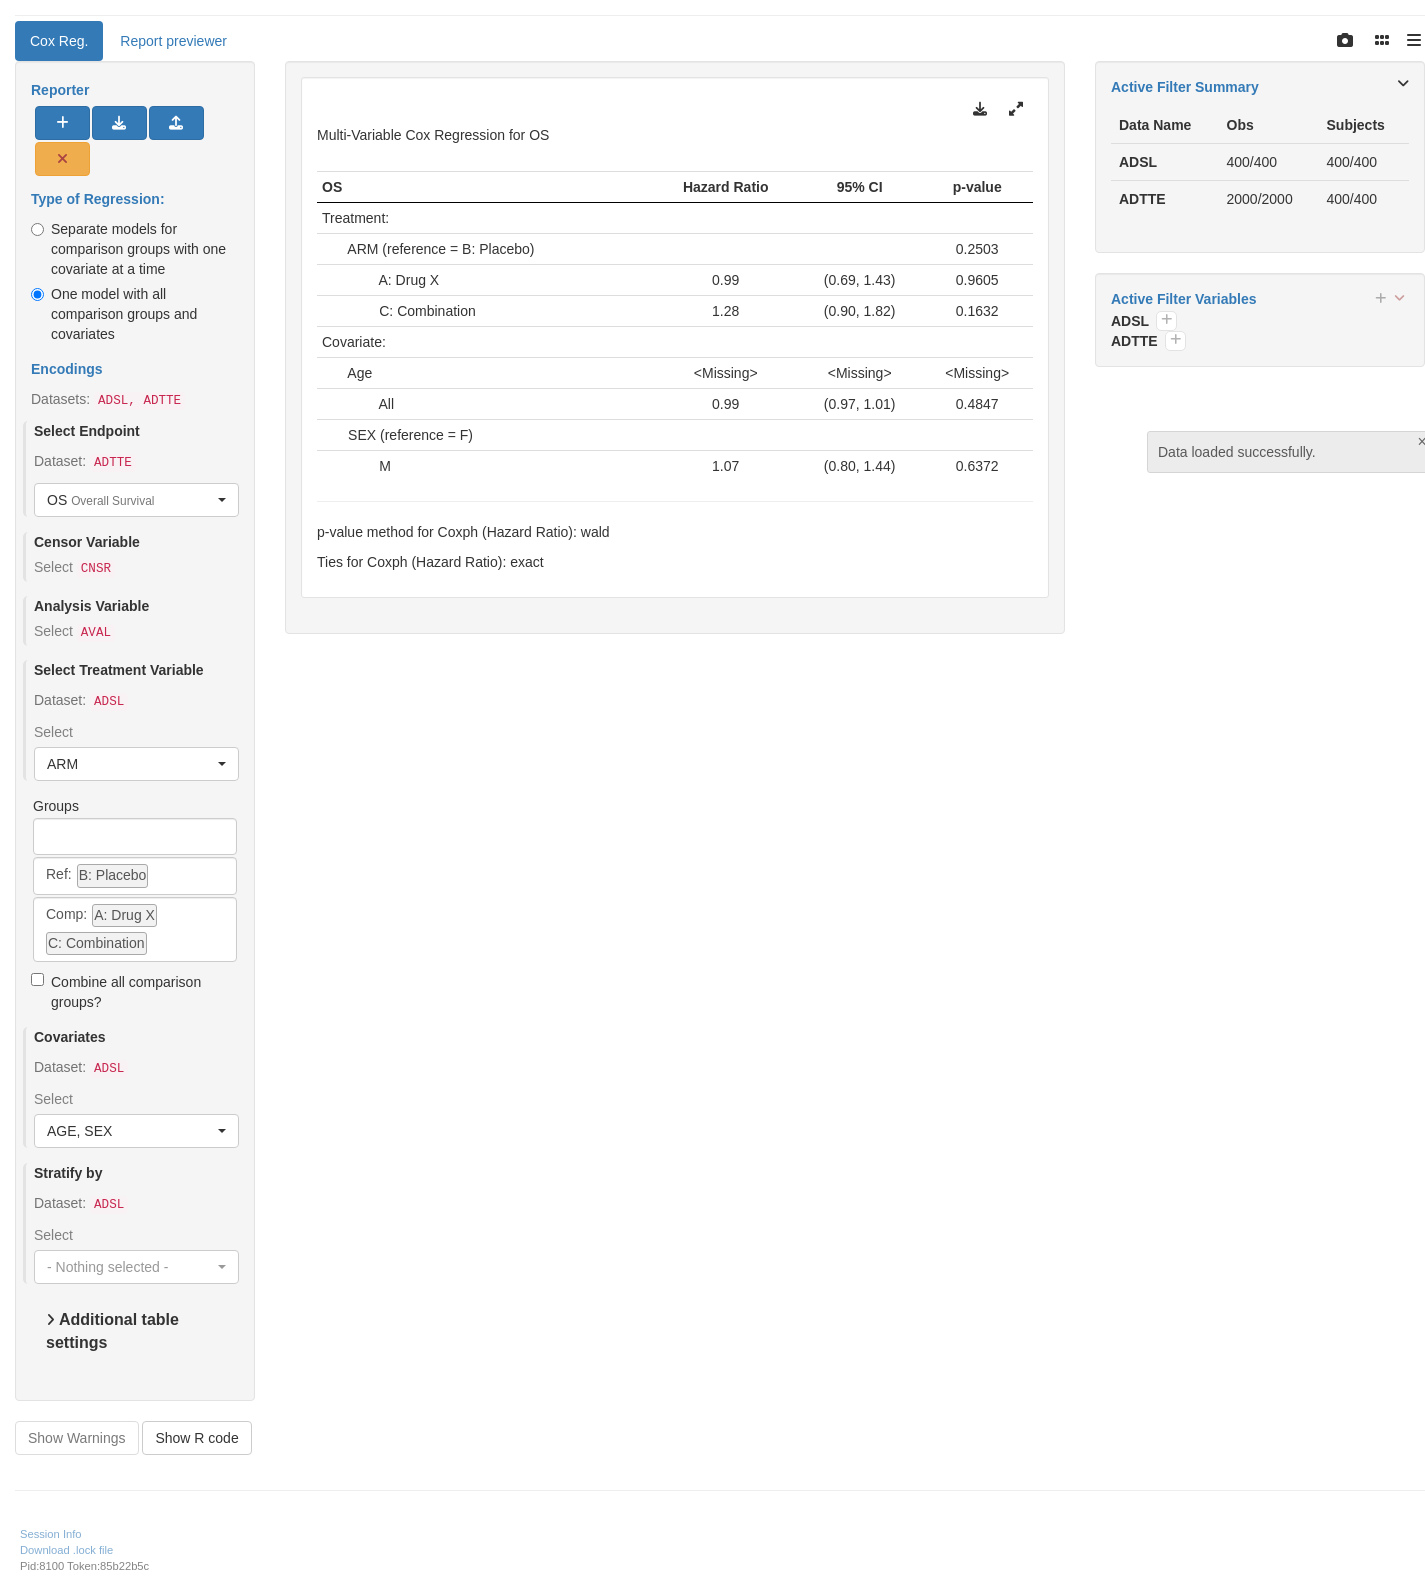 Cox Reg.
Report previewer
Reporter
Type of Regression:
Separate models for
comparison groups with one
covariate at a time
One model with all
comparison groups and
covariates
Encodings
Datasets: ADSL, ADTTE
Select Endpoint
Dataset: ADTTE
OS Overall Survival
Censor Variable
Select CNSR
Analysis Variable
Select AVAL
Select Treatment Variable
Dataset: ADSL
Select
ARM
Groups
Ref: B: Placebo
Comp: A: Drug X
C: Combination
Combine all comparison
groups?
Covariates
Dataset: ADSL
Select
AGE, SEX
Stratify by
Dataset: ADSL
Select
- Nothing selected -
Additional table
settings
Show Warnings
Show R code
Multi-Variable Cox Regression for OS
OS Hazard Ratio 95% CI p-value
Treatment:
ARM (reference = B: Placebo) 0.2503
A: Drug X 0.99 (0.69, 1.43) 0.9605
C: Combination 1.28 (0.90, 1.82) 0.1632
Covariate:
Age <Missing> <Missing> <Missing>
All 0.99 (0.97, 1.01) 0.4847
SEX (reference = F)
M 1.07 (0.80, 1.44) 0.6372
p-value method for Coxph (Hazard Ratio): wald
Ties for Coxph (Hazard Ratio): exact
Active Filter Summary
Data Name Obs Subjects
ADSL 400/400 400/400
ADTTE 2000/2000 400/400
Active Filter Variables
ADSL
ADTTE
Data loaded successfully.
Session Info
Download .lock file
Pid:8100 Token:85b22b5c